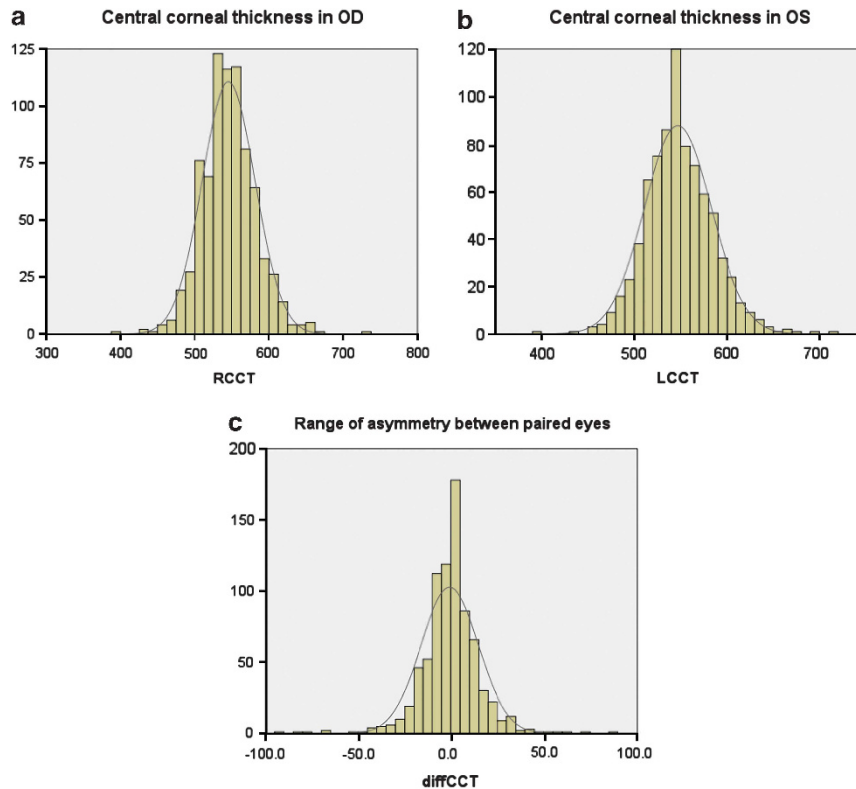 a
Central corneal thickness in OD
125
100
75
50
25
0
300 400 500 600 700 800
RCCT
b
Central corneal thickness in OS
120
100
80
60
40
20
0
400 500 600 700
LCCT
c
Range of asymmetry between paired eyes
200
150
100
50
0
-100.0 -50.0 0.0 50.0 100.0
diffCCT